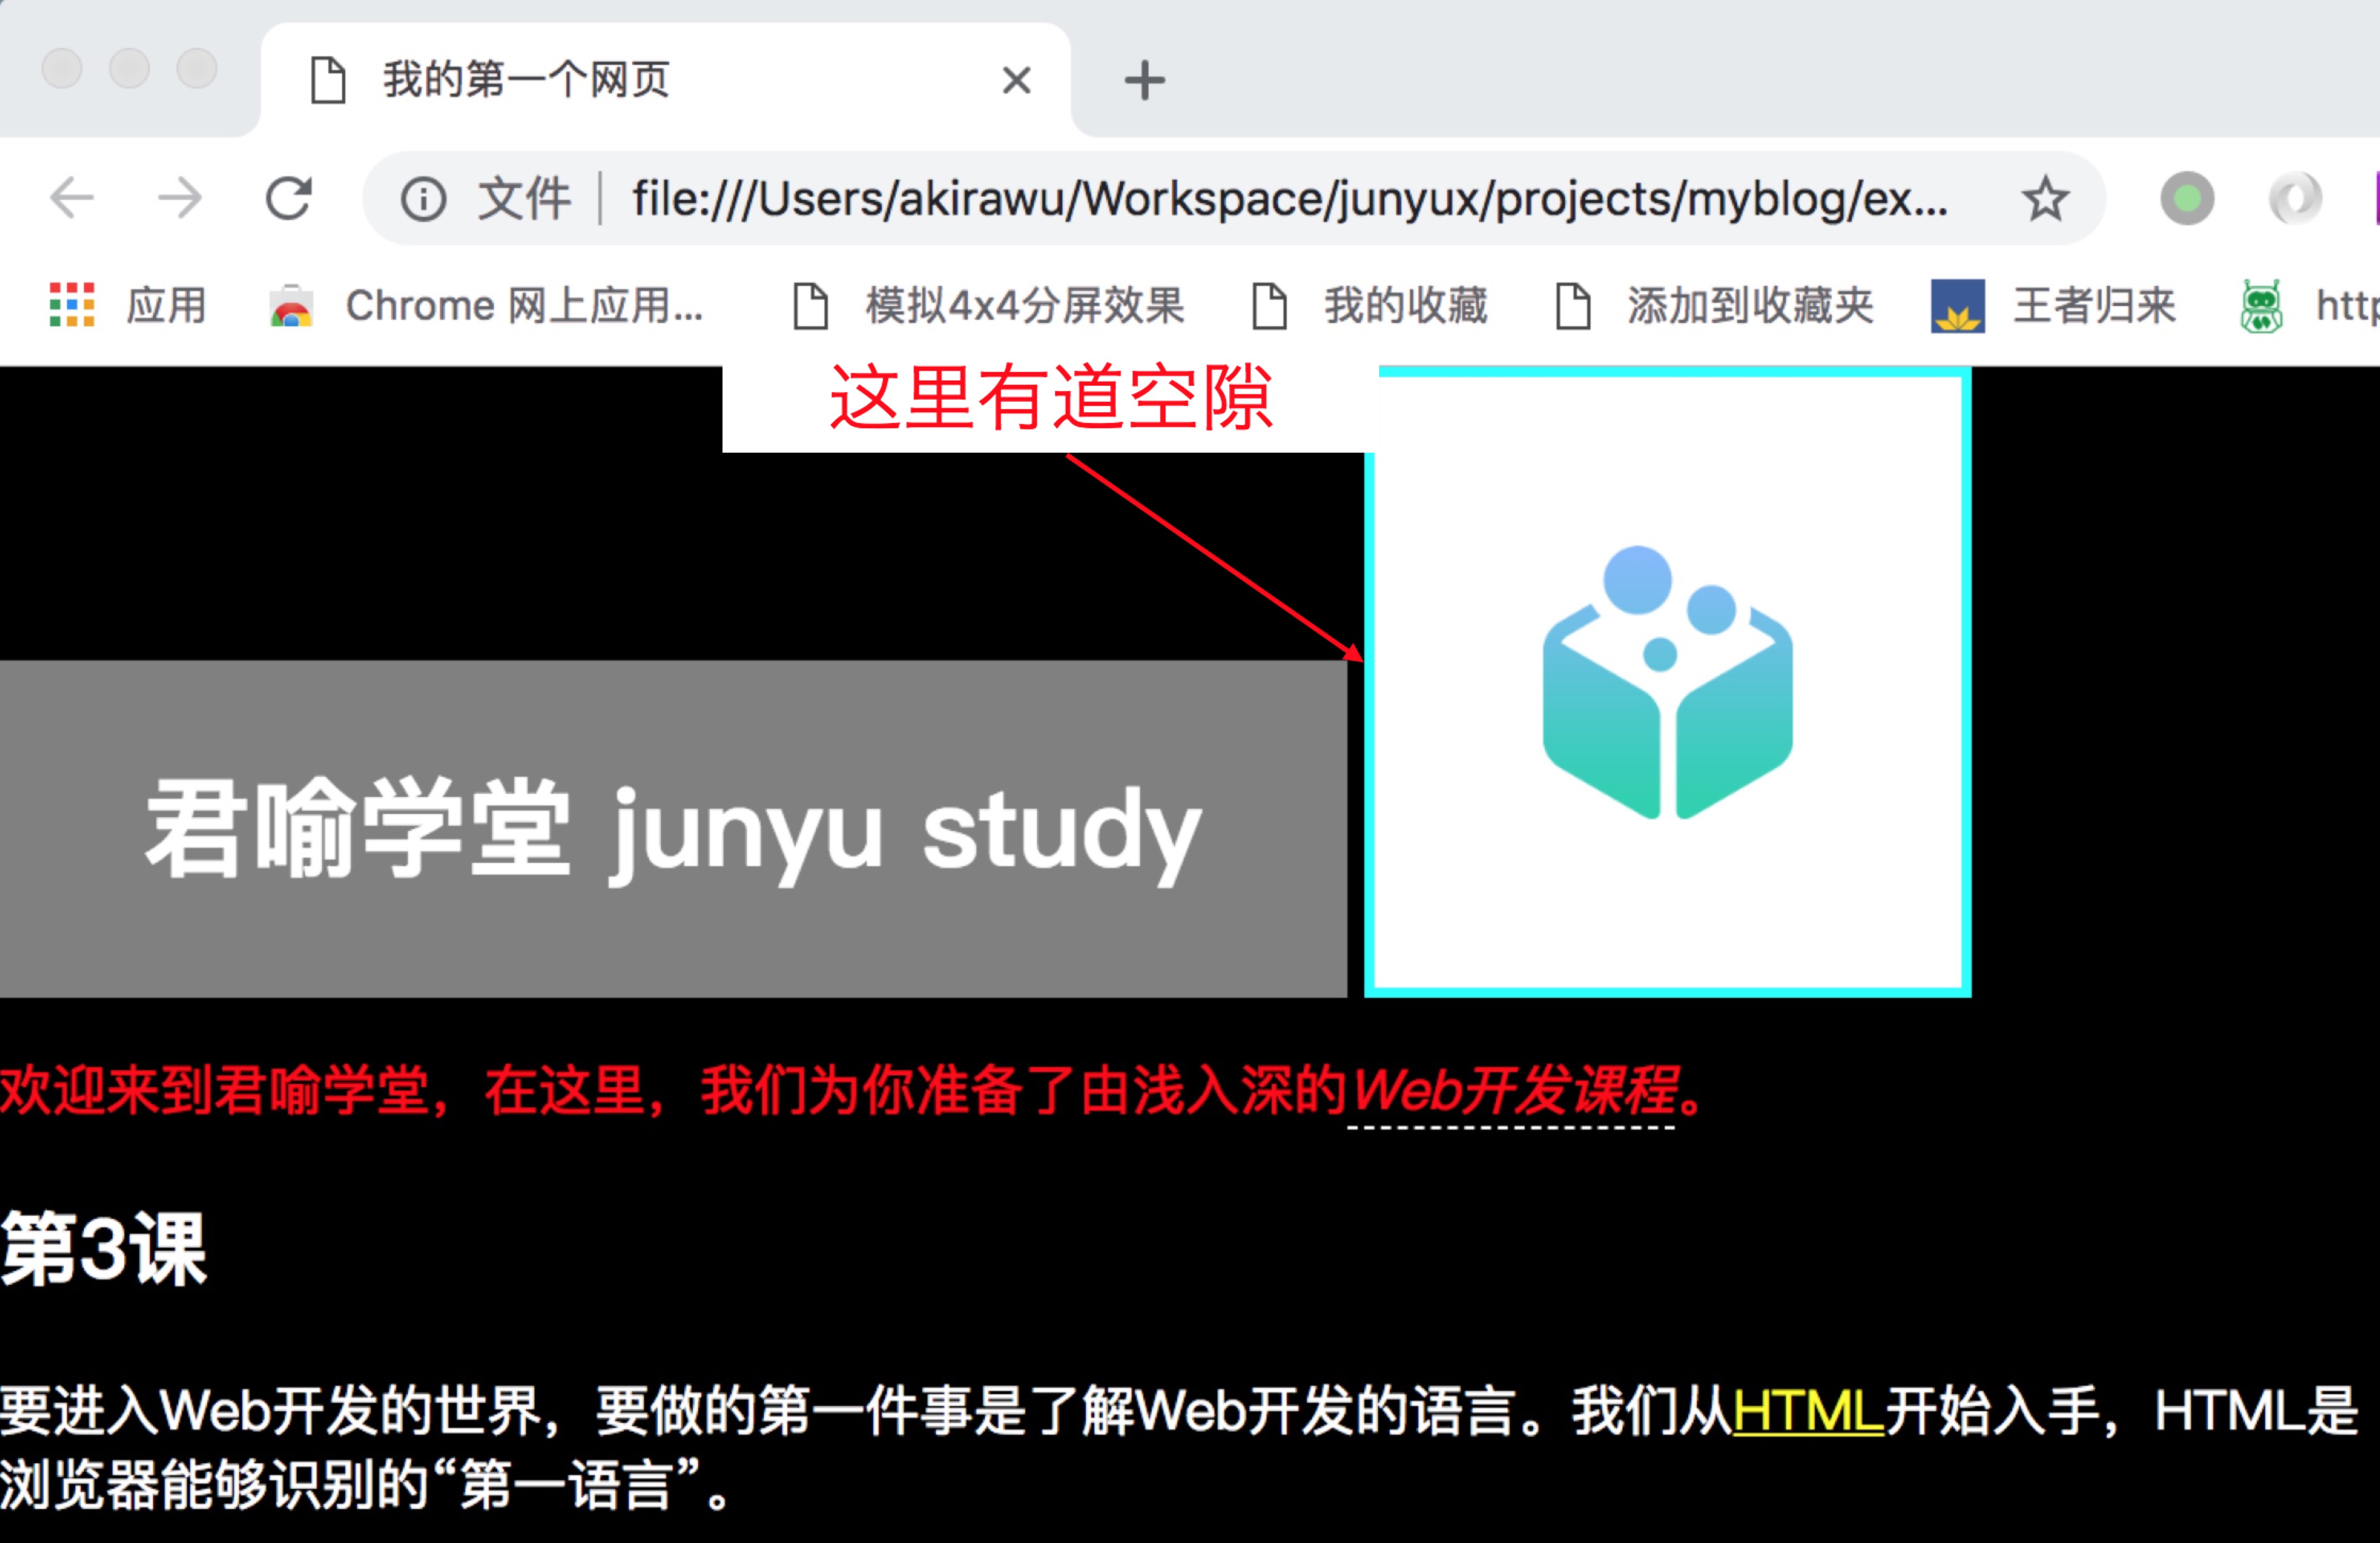 我的第一个网页
文件 file:///Users/akirawu/Workspace/junyux/projects/myblog/ex...
应用 Chrome 网上应用... 模拟4x4分屏效果 我的收藏 添加到收藏夹 王者归来 http
这里有道空隙
君喻学堂 junyu study
欢迎来到君喻学堂，在这里，我们为你准备了由浅入深的Web开发课程。
第3课
要进入Web开发的世界，要做的第一件事是了解Web开发的语言。我们从HTML开始入手，HTML是
浏览器能够识别的“第一语言”。